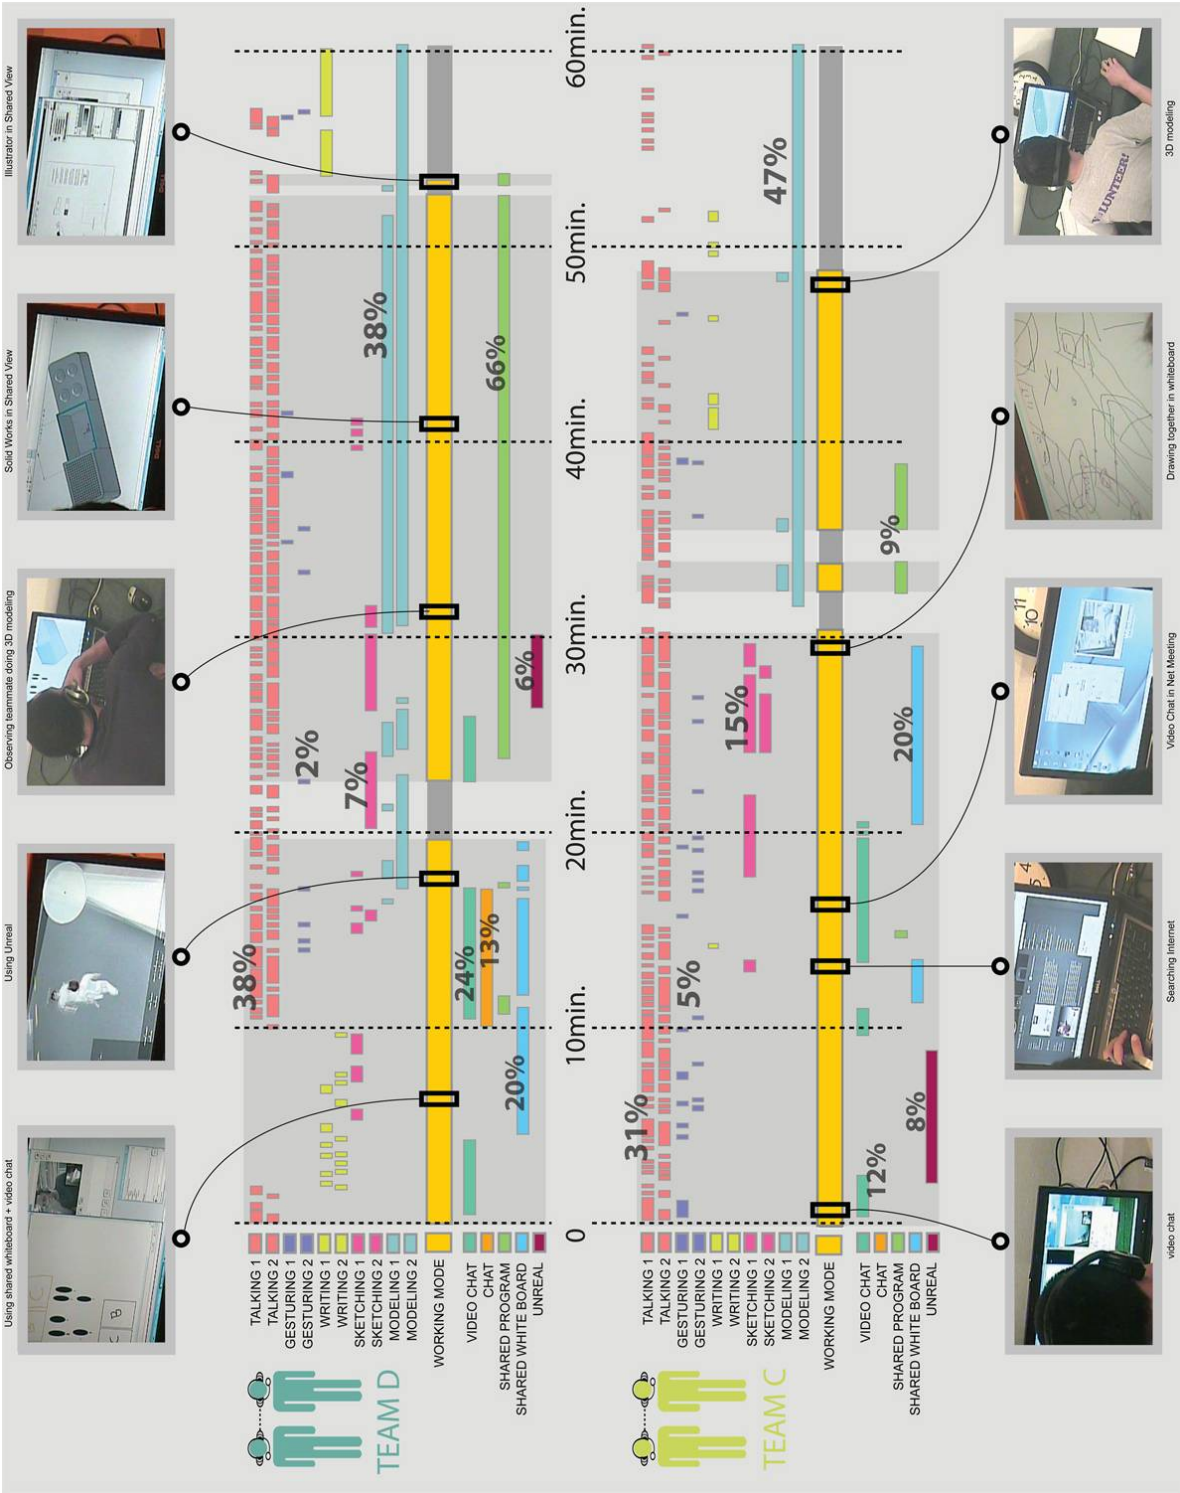 Using shared whiteboard + video chat
Using Unreal
Observing teammate doing 3D modeling
Solid Works in Shared View
Illustrator in Shared View
TEAM D
TALKING 1
TALKING 2
GESTURING 1
GESTURING 2
WRITING 1
WRITING 2
SKETCHING 1
SKETCHING 2
MODELING 1
MODELING 2
WORKING MODE
VIDEO CHAT
CHAT
SHARED PROGRAM
SHARED WHITE BOARD
UNREAL
38%
2%
7%
38%
24%
13%
66%
20%
6%
0
10min.
20min.
30min.
40min.
50min.
60min.
TEAM C
TALKING 1
TALKING 2
GESTURING 1
GESTURING 2
WRITING 1
WRITING 2
SKETCHING 1
SKETCHING 2
MODELING 1
MODELING 2
WORKING MODE
VIDEO CHAT
CHAT
SHARED PROGRAM
SHARED WHITE BOARD
UNREAL
31%
5%
15%
47%
12%
9%
20%
8%
video chat
Searching Internet
Video Chat in Net Meeting
Drawing together in whiteboard
3D modeling